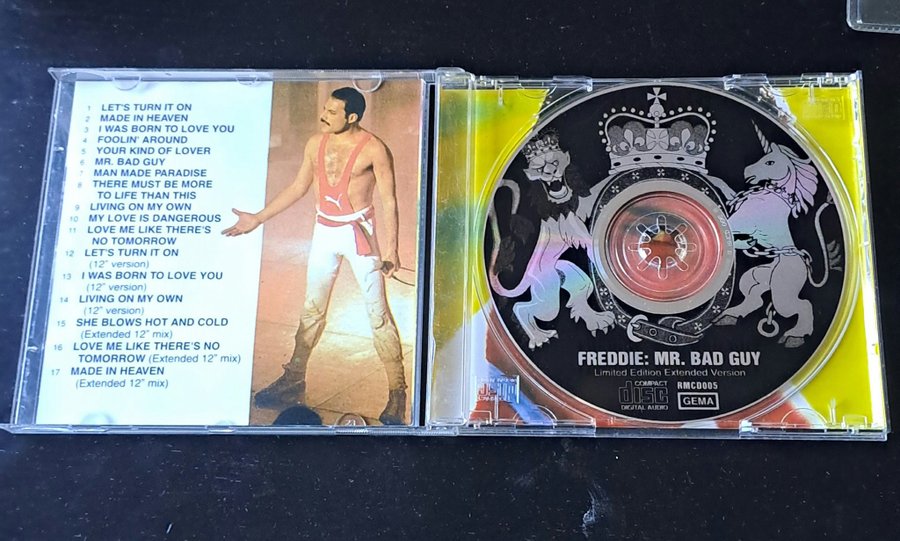 1 LET'S TURN IT ON
2 MADE IN HEAVEN
3 I WAS BORN TO LOVE YOU
4 FOOLIN' AROUND
5 YOUR KIND OF LOVER
6 MR. BAD GUY
7 MAN MADE PARADISE
8 THERE MUST BE MORE
TO LIFE THAN THIS
9 LIVING ON MY OWN
10 MY LOVE IS DANGEROUS
11 LOVE ME LIKE THERE'S
NO TOMORROW
12 LET'S TURN IT ON
(12" version)
13 I WAS BORN TO LOVE YOU
(12" version)
14 LIVING ON MY OWN
(12" version)
15 SHE BLOWS HOT AND COLD
(Extended 12" mix)
16 LOVE ME LIKE THERE'S NO
TOMORROW (Extended 12" mix)
17 MADE IN HEAVEN
(Extended 12" mix)
FREDDIE: MR. BAD GUY
Limited Edition Extended Version
COMPACT
disc
DIGITAL AUDIO
RMCD005
GEMA